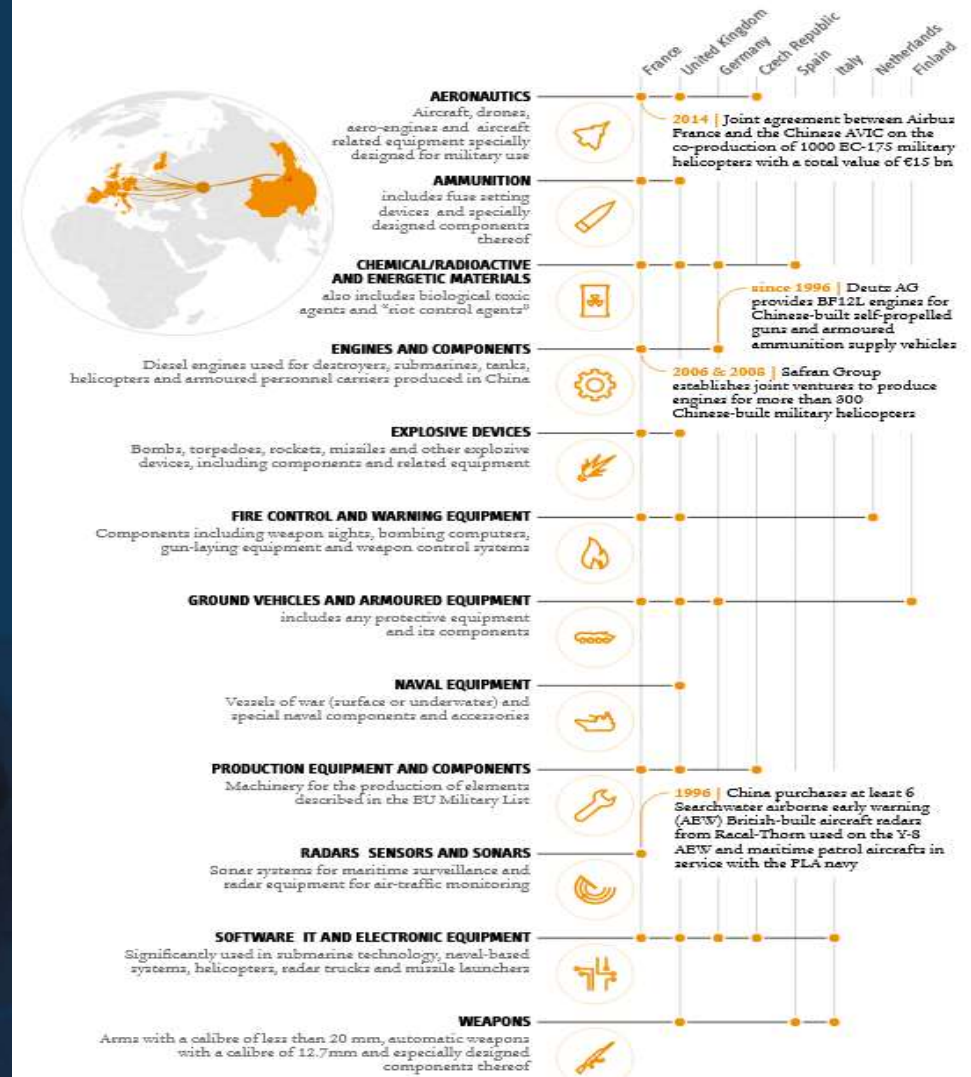 France
United Kingdom
Germany
Czech Republic
Spain
Italy
Netherlands
Finland
AERONAUTICS
Aircraft, drones,
aero-engines and aircraft
related equipment specially
designed for military use
2014 | Joint agreement between Airbus
France and the Chinese AVIC on the
co-production of 1000 EC-175 military
helicopters with a total value of €15 bn
AMMUNITION
includes fuse setting
devices and specially
designed components
thereof
CHEMICAL/RADIOACTIVE
AND ENERGETIC MATERIALS
also includes biological toxic
agents and "riot control agents"
since 1996 | Deutz AG
provides BF12L engines for
Chinese-built self-propelled
guns and armoured
ammunition supply vehicles
ENGINES AND COMPONENTS
Diesel engines used for destroyers, submarines, tanks,
helicopters and armoured personnel carriers produced in China
2006 & 2008 | Safran Group
establishes joint ventures to produce
engines for more than 300
Chinese-built military helicopters
EXPLOSIVE DEVICES
Bombs, torpedoes, rockets, missiles and other explosive
devices, including components and related equipment
FIRE CONTROL AND WARNING EQUIPMENT
Components including weapon sights, bombing computers,
gun-laying equipment and weapon control systems
GROUND VEHICLES AND ARMOURED EQUIPMENT
includes any protective equipment
and its components
NAVAL EQUIPMENT
Vessels of war (surface or underwater) and
special naval components and accessories
PRODUCTION EQUIPMENT AND COMPONENTS
Machinery for the production of elements
described in the EU Military List
1996 | China purchases at least 6
Searchwater airborne early warning
(AEW) British-built aircraft radars
from Racal-Thorn used on the Y-8
AEW and maritime patrol aircrafts in
service with the PLA navy
RADARS SENSORS AND SONARS
Sonar systems for maritime surveillance and
radar equipment for air-traffic monitoring
SOFTWARE IT AND ELECTRONIC EQUIPMENT
Significantly used in submarine technology, naval-based
systems, helicopters, radar trucks and missile launchers
WEAPONS
Arms with a calibre of less than 20 mm, automatic weapons
with a calibre of 12.7mm and especially designed
components thereof